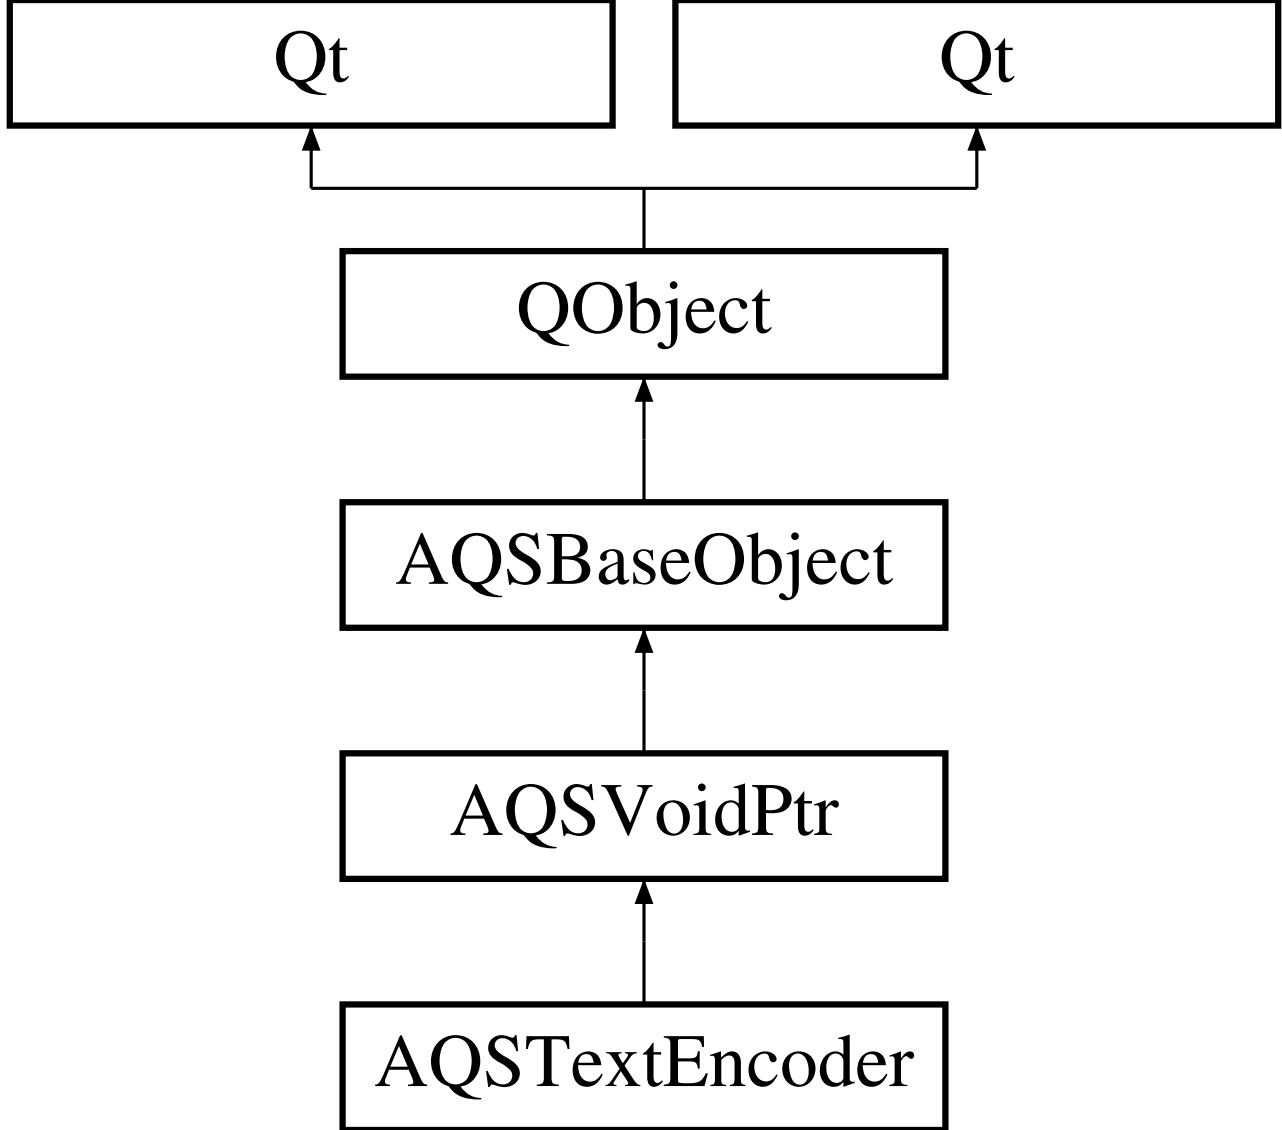 Qt
Qt
QObject
AQSBaseObject
AQSVoidPtr
AQSTextEncoder